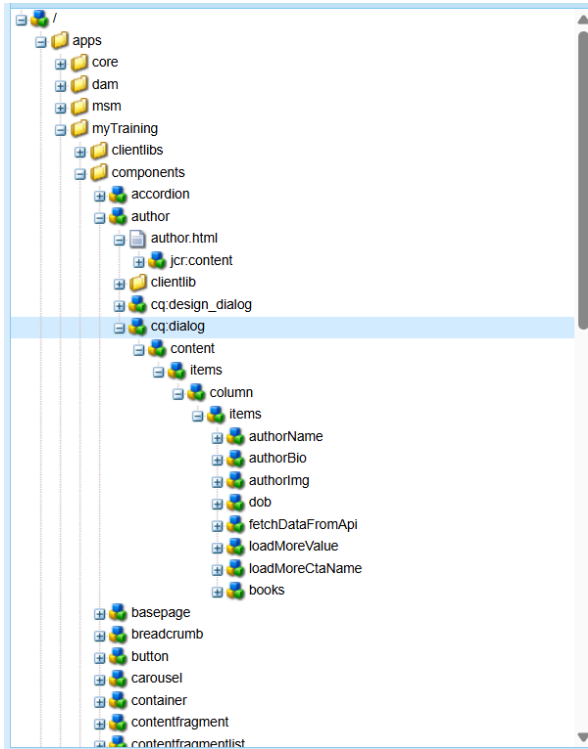 /
apps
core
dam
msm
myTraining
clientlibs
components
accordion
author
author.html
jcr:content
clientlib
cq:design_dialog
cq:dialog
content
items
column
items
authorName
authorBio
authorImg
dob
fetchDataFromApi
loadMoreValue
loadMoreCtaName
books
basepage
breadcrumb
button
carousel
container
contentfragment
contentfragmentlist